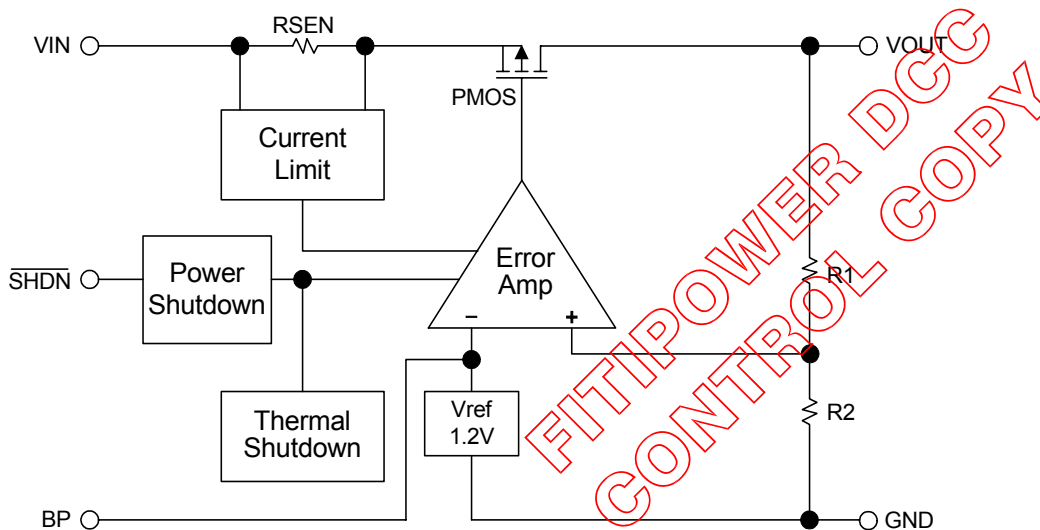 RSEN
VIN
VOUT
PMOS
Current
Limit
Error
Amp
− +
SHDN
Power
Shutdown
R1
Thermal
Shutdown
Vref
1.2V
R2
BP
GND
FITIPOWER DCC
CONTROL COPY